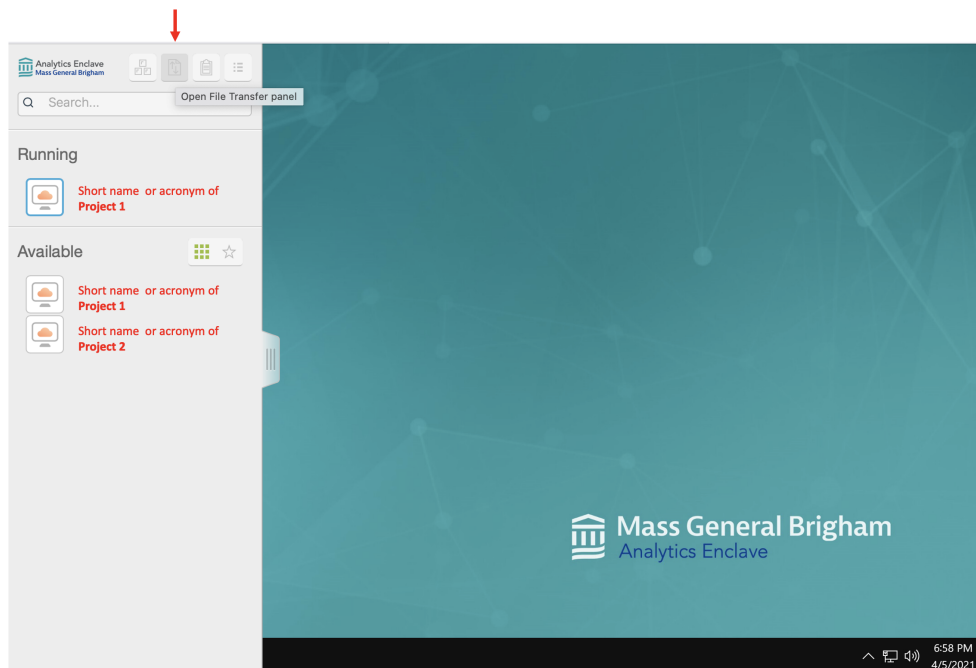 Analytics Enclave
Mass General Brigham
Search...
Open File Transfer panel
Running
Short name or acronym of
Project 1
Available
Short name or acronym of
Project 1
Short name or acronym of
Project 2
Mass General Brigham
Analytics Enclave
6:58 PM
4/5/2021